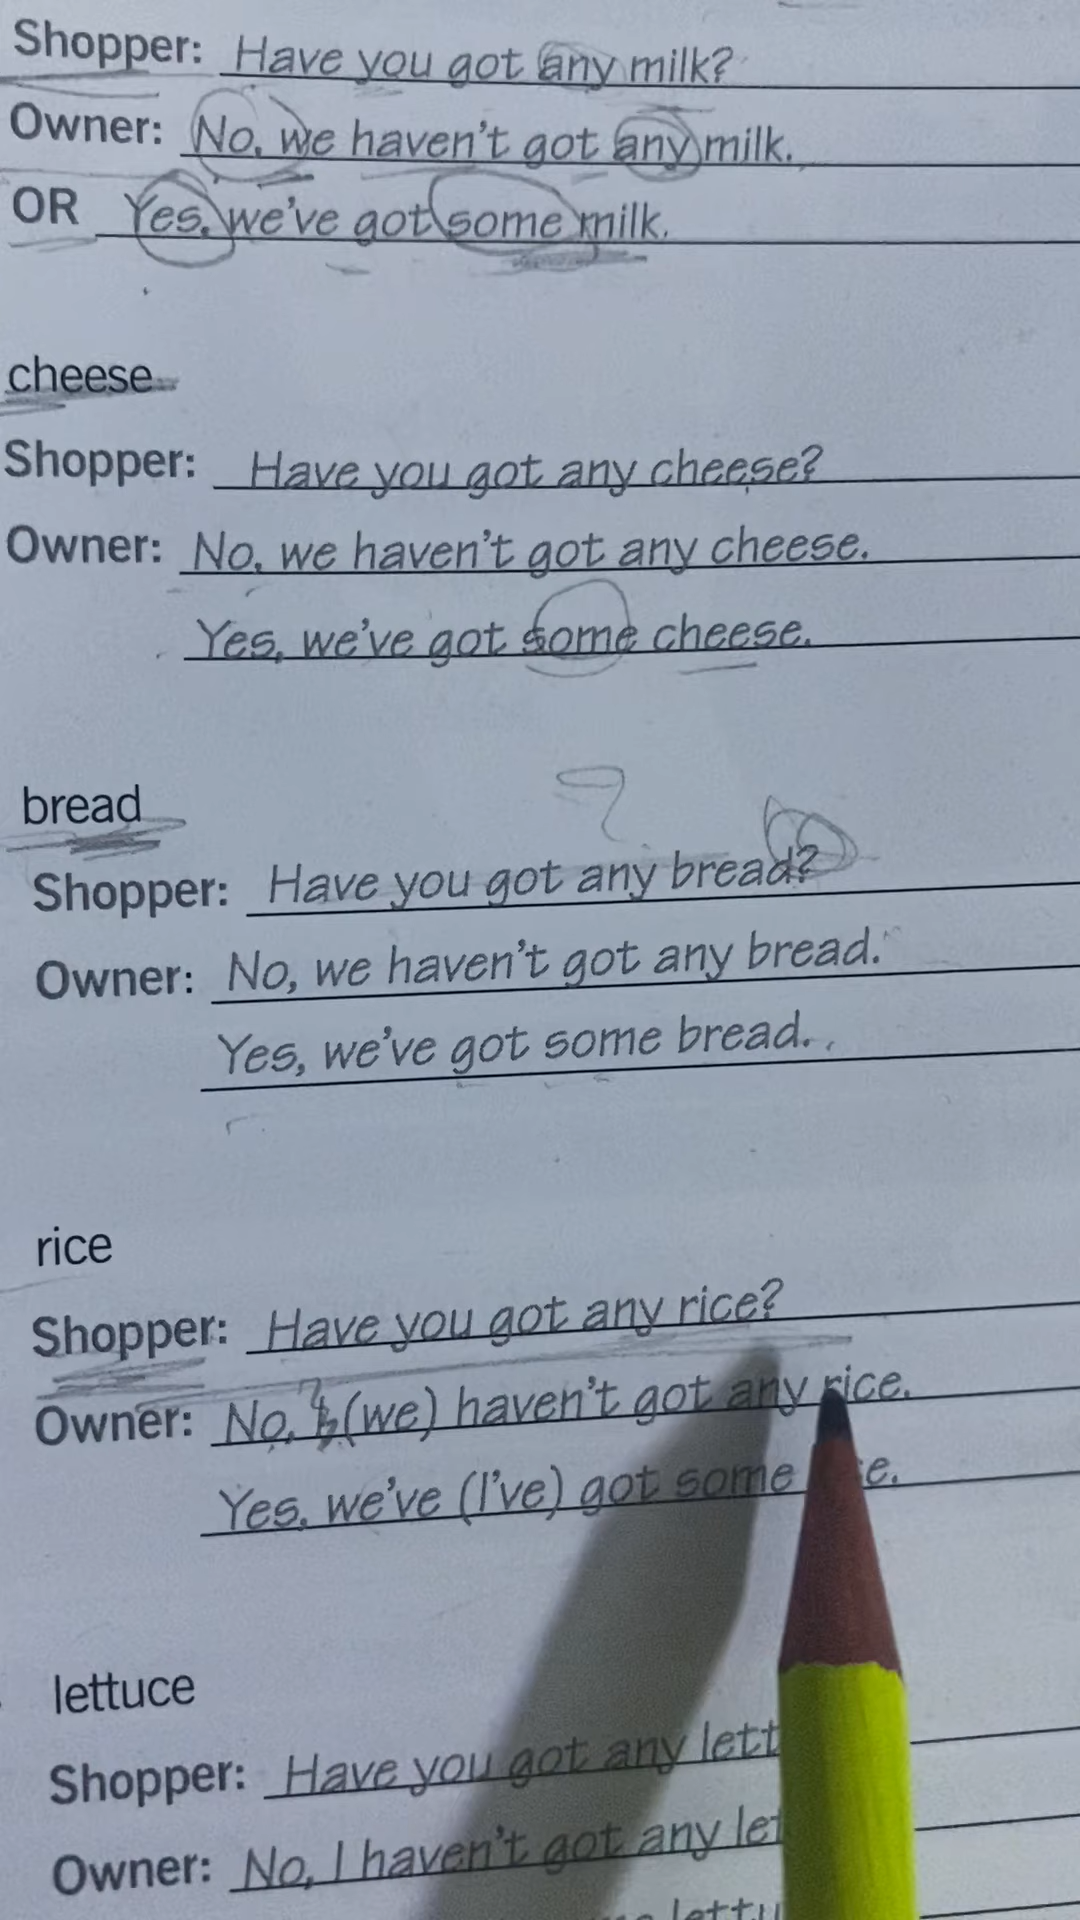 Shopper: Have you got any milk?
Owner: No, we haven't got any milk.
OR Yes, we've got some milk.
cheese
Shopper: Have you got any cheese?
Owner: No, we haven't got any cheese.
Yes, we've got some cheese.
bread
Shopper: Have you got any bread?
Owner: No, we haven't got any bread.
Yes, we've got some bread.
rice
Shopper: Have you got any rice?
Owner: No, (we) haven't got any rice.
Yes, we've (I've) got some
lettuce
Shopper: Have you got any
Owner: No, I haven't got any